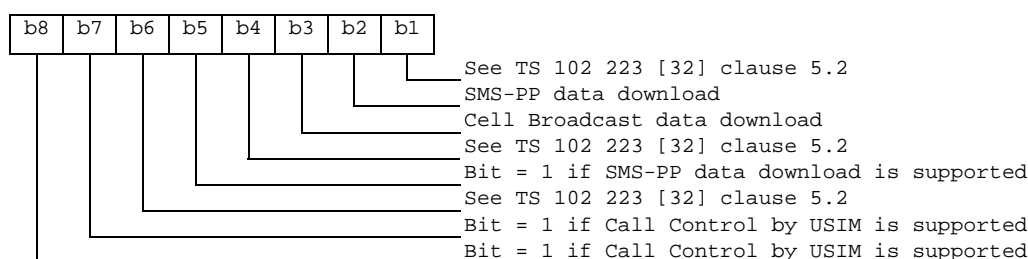 b8 b7 b6 b5 b4 b3 b2 b1
See TS 102 223 [32] clause 5.2
SMS-PP data download
Cell Broadcast data download
See TS 102 223 [32] clause 5.2
Bit = 1 if SMS-PP data download is supported
See TS 102 223 [32] clause 5.2
Bit = 1 if Call Control by USIM is supported
Bit = 1 if Call Control by USIM is supported